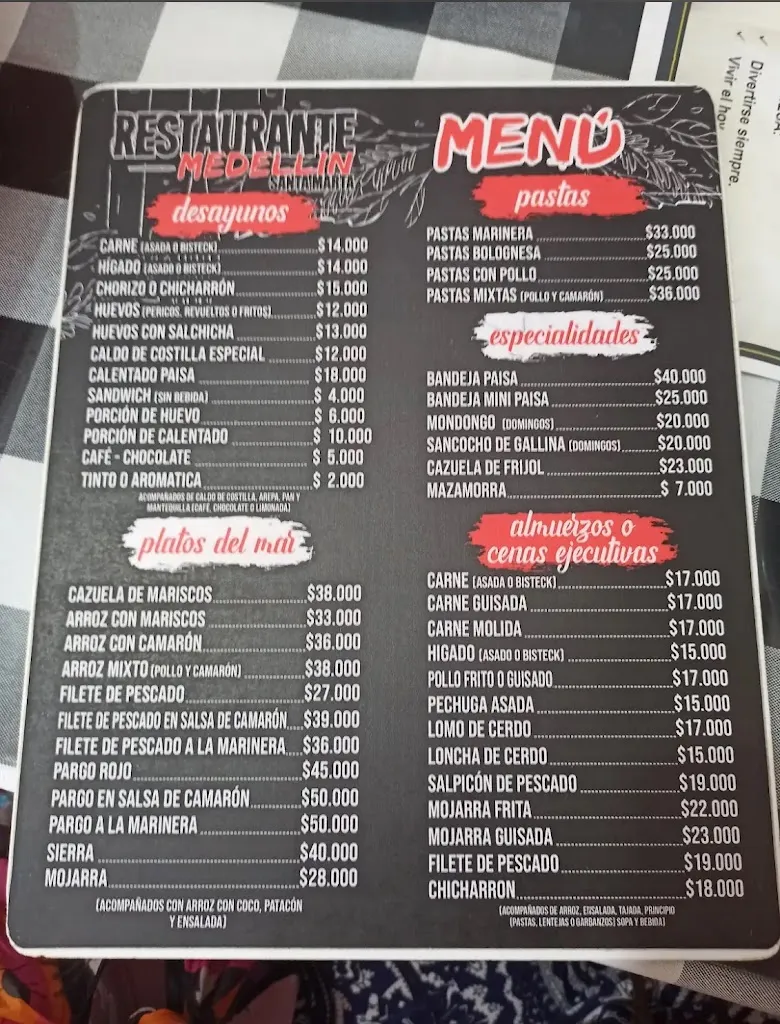 RESTAURANTE
MEDELLIN
SANTA MARTA
desayunos
CARNE (ASADA O BISTECK) $14.000
HÍGADO (ASADO O BISTECK) $14.000
CHORIZO O CHICHARRÓN $15.000
HUEVOS (PERICOS, REVUELTOS O FRITOS) $12.000
HUEVOS CON SALCHICHA $13.000
CALDO DE COSTILLA ESPECIAL $12.000
CALENTADO PAISA $18.000
SANDWICH (SIN BEBIDA) $ 4.000
PORCIÓN DE HUEVO $ 6.000
PORCIÓN DE CALENTADO $ 10.000
CAFÉ - CHOCOLATE $ 5.000
TINTO O AROMATICA $ 2.000
ACOMPAÑADOS DE CALDO DE COSTILLA, AREPA, PAN Y
MANTEQUILLA (CAFÉ, CHOCOLATE O LIMONADA)
platos del mar
CAZUELA DE MARISCOS $38.000
ARROZ CON MARISCOS $33.000
ARROZ CON CAMARÓN $36.000
ARROZ MIXTO (POLLO Y CAMARÓN) $38.000
FILETE DE PESCADO $27.000
FILETE DE PESCADO EN SALSA DE CAMARÓN $39.000
FILETE DE PESCADO A LA MARINERA $36.000
PARGO ROJO $45.000
PARGO EN SALSA DE CAMARÓN $50.000
PARGO A LA MARINERA $50.000
SIERRA $40.000
MOJARRA $28.000
(ACOMPAÑADOS CON ARROZ CON COCO, PATACÓN
Y ENSALADA)
MENÚ
pastas
PASTAS MARINERA $33.000
PASTAS BOLOGNESA $25.000
PASTAS CON POLLO $25.000
PASTAS MIXTAS (POLLO Y CAMARÓN) $36.000
especialidades
BANDEJA PAISA $40.000
BANDEJA MINI PAISA $25.000
MONDONGO (DOMINGOS) $20.000
SANCOCHO DE GALLINA (DOMINGOS) $20.000
CAZUELA DE FRIJOL $23.000
MAZAMORRA $ 7.000
almuerzos o
cenas ejecutivas
CARNE (ASADA O BISTECK) $17.000
CARNE GUISADA $17.000
CARNE MOLIDA $17.000
HIGADO (ASADO O BISTECK) $15.000
POLLO FRITO O GUISADO $17.000
PECHUGA ASADA $15.000
LOMO DE CERDO $17.000
LONCHA DE CERDO $15.000
SALPICÓN DE PESCADO $19.000
MOJARRA FRITA $22.000
MOJARRA GUISADA $23.000
FILETE DE PESCADO $19.000
CHICHARRON $18.000
(ACOMPAÑADOS DE ARROZ, ENSALADA, TAJADA, PRINCIPIO
(PASTAS, LENTEJAS O GARBANZOS) SOPA Y BEBIDA)
Divertirse siempre.
Vivir el